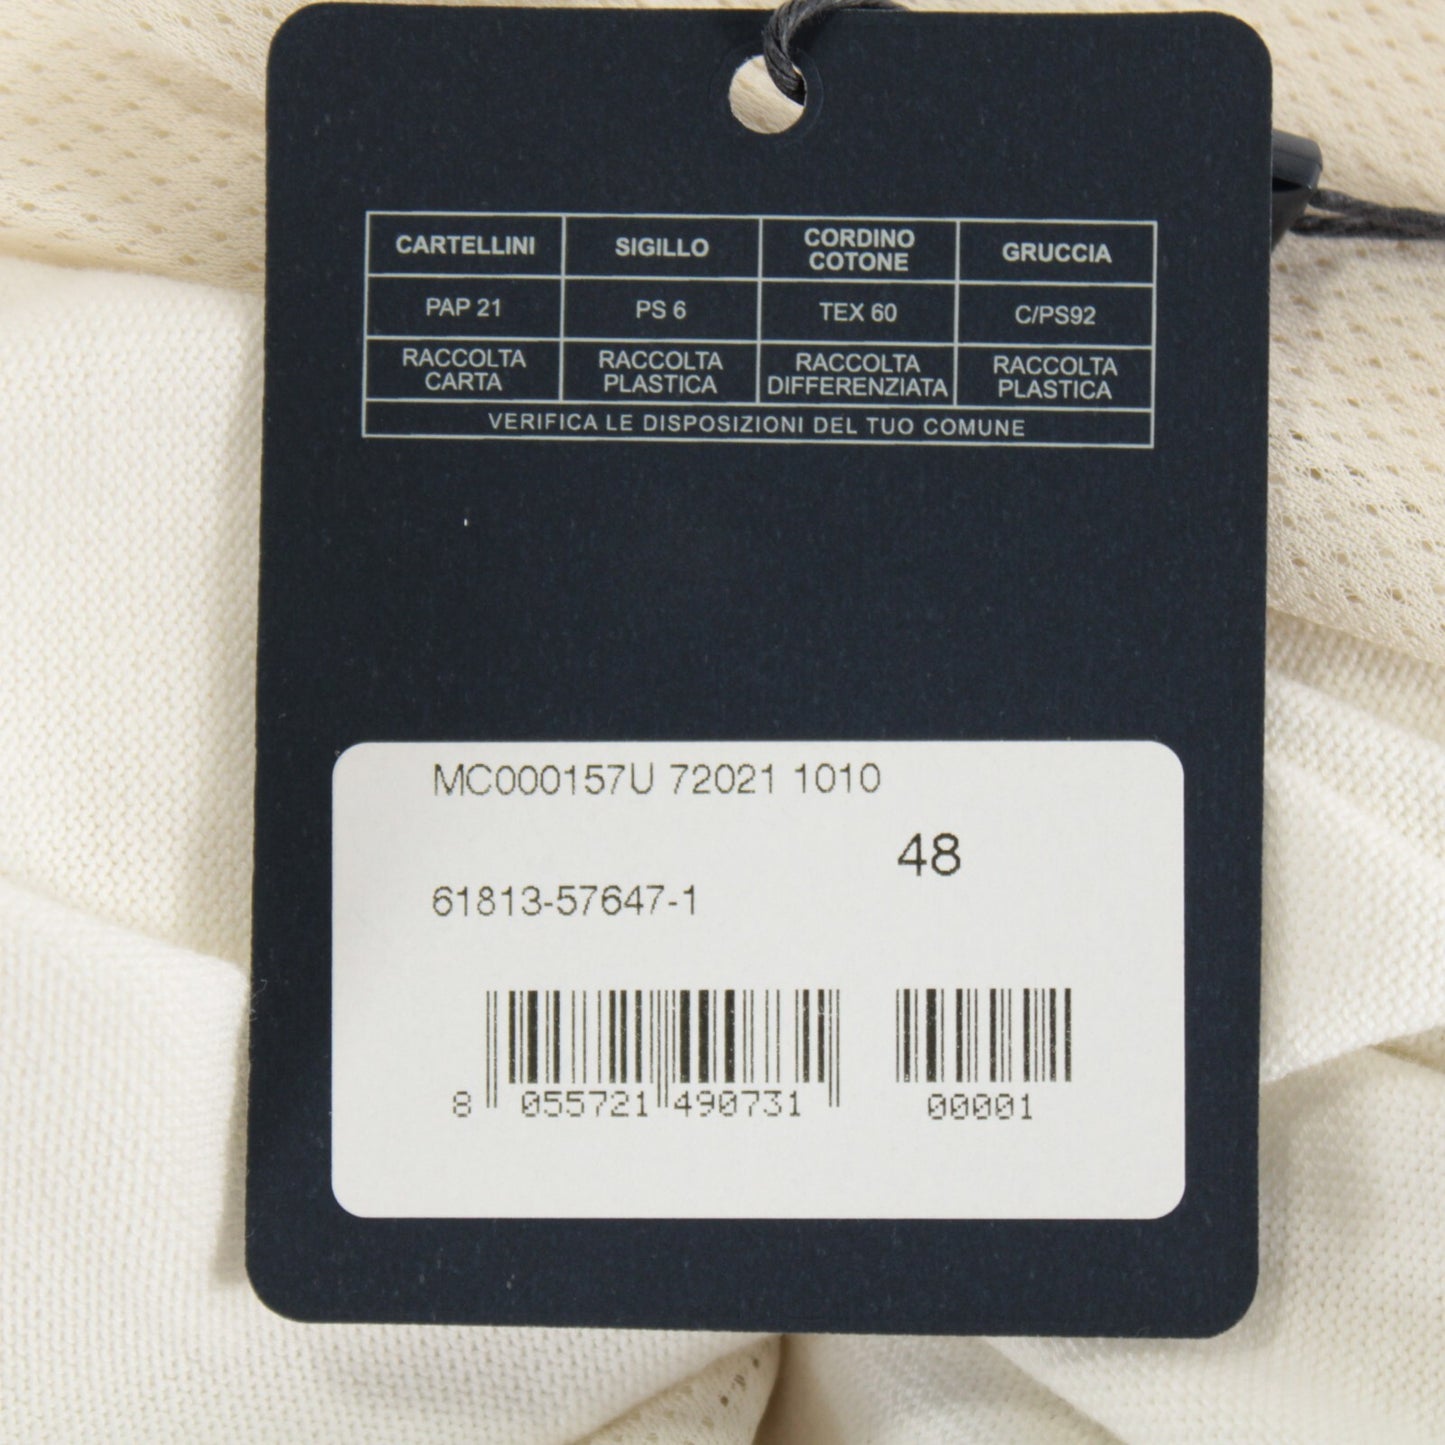 CARTELLINI SIGILLO CORDINO COTONE GRUCCIA
PAP 21 PS 6 TEX 60 C/PS92
RACCOLTA CARTA RACCOLTA PLASTICA RACCOLTA DIFFERENZIATA RACCOLTA PLASTICA
VERIFICA LE DISPOSIZIONI DEL TUO COMUNE
MC000157U 72021 1010
48
61813-57647-1
8 055721 490731 00001